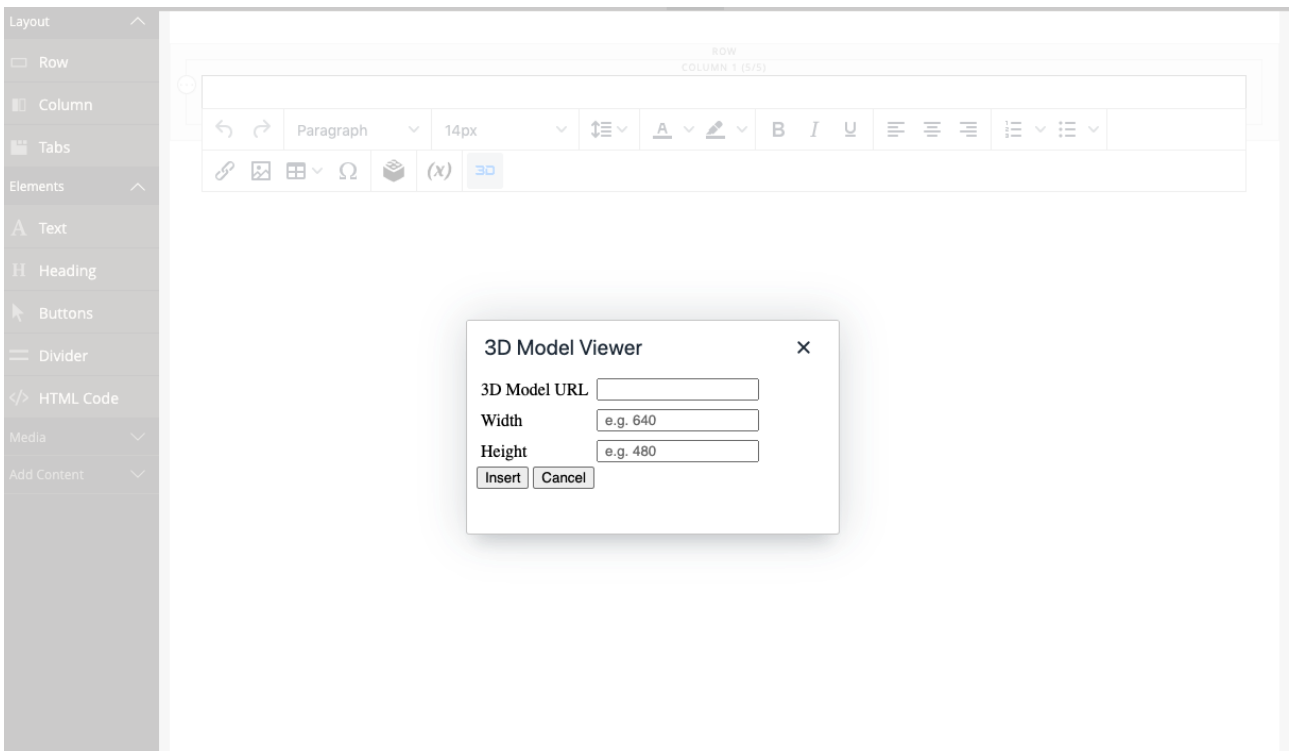 Layout
Row
Column
Tabs
Elements
Text
Heading
Buttons
Divider
HTML Code
Media
Add Content
ROW
COLUMN 1 (5/5)
Paragraph 14px A B I U
Ω (x) 3D
3D Model Viewer
3D Model URL
Width e.g. 640
Height e.g. 480
Insert Cancel